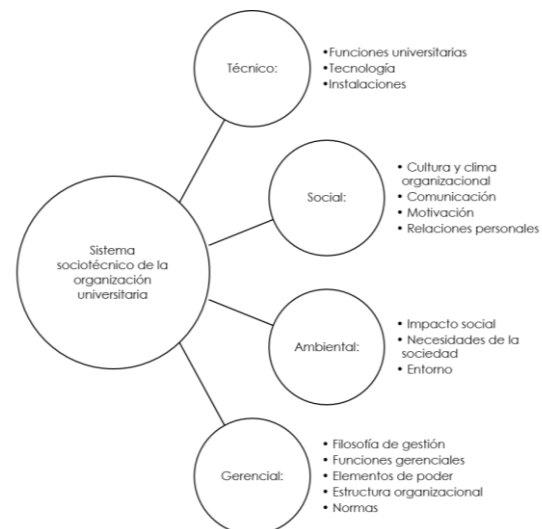 Técnico:
•Funciones universitarias
•Tecnología
•Instalaciones
Social:
• Cultura y clima
organizacional
• Comunicación
• Motivación
• Relaciones personales
Sistema
sociotécnico de la
organización
universitaria
Ambiental:
• Impacto social
• Necesidades de la
sociedad
• Entorno
Gerencial:
• Filosofía de gestión
• Funciones gerenciales
• Elementos de poder
• Estructura organizacional
• Normas